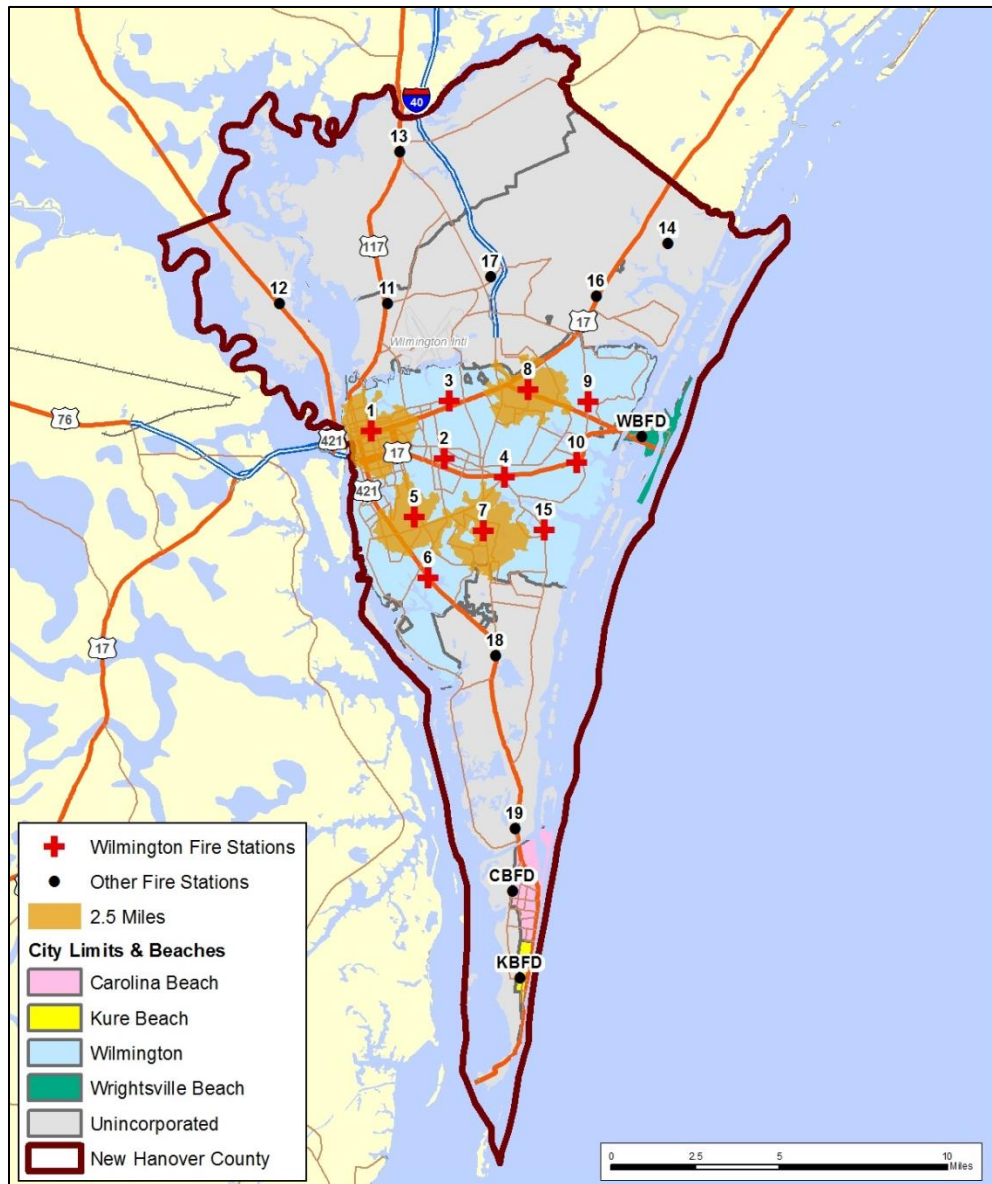 40
13
14
117
17
12
11
16
17
Wilmington Intl
8
3
9
1
WBFD
76
421
17
2
10
4
421
5
7
15
6
17
18
19
CBFD
KBFD
Wilmington Fire Stations
Other Fire Stations
2.5 Miles
City Limits & Beaches
Carolina Beach
Kure Beach
Wilmington
Wrightsville Beach
Unincorporated
New Hanover County
0 2.5 5 10
Miles